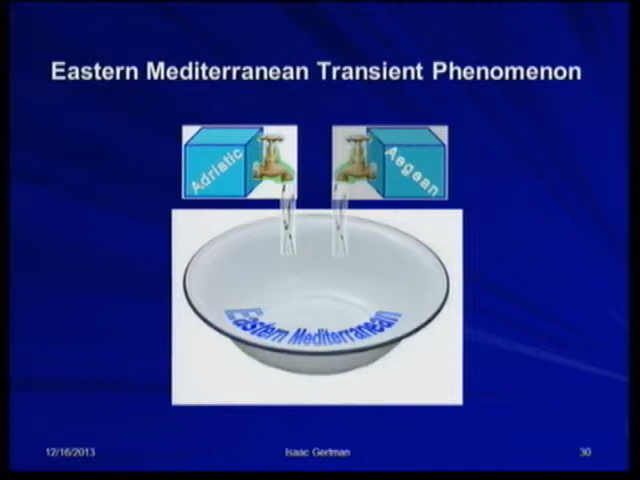 Eastern Mediterranean Transient Phenomenon
Adriatic
Aegean
Eastern Mediterranean
12/16/2013
Isaac Gertman
30